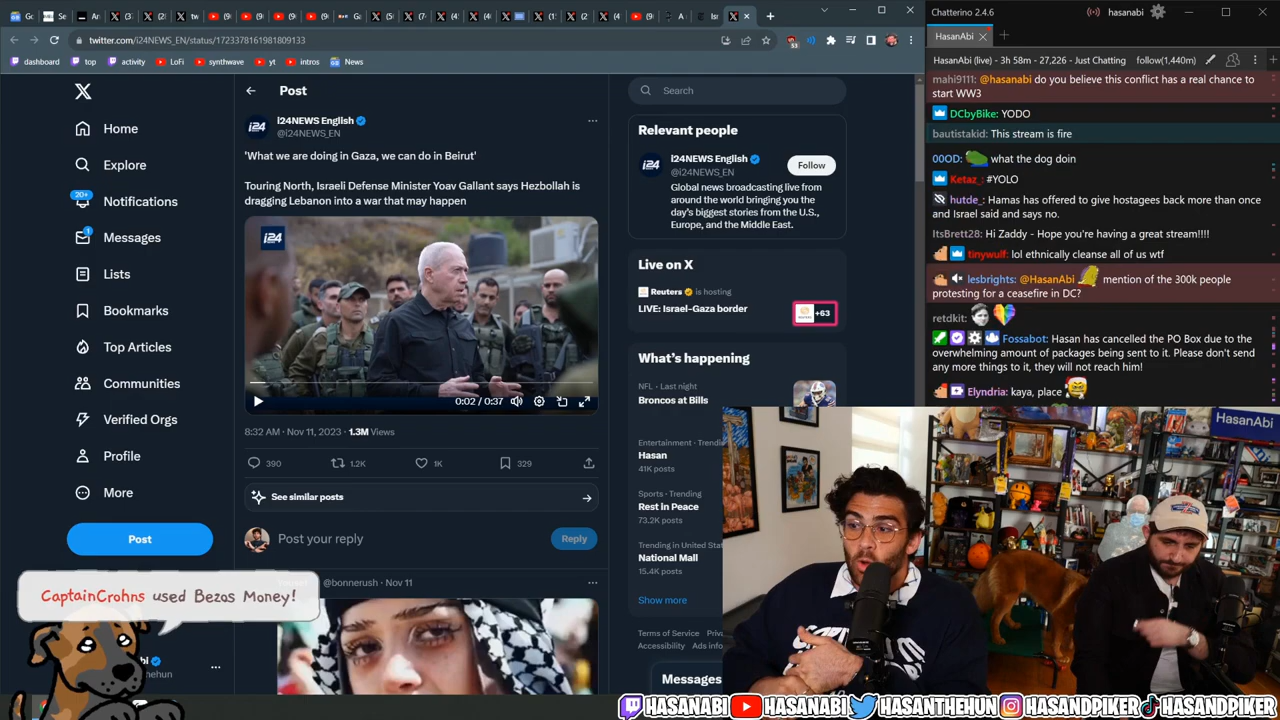 twitter.com/i24NEWS_EN/status/1723378161981809133
dashboard
top
activity
LoFi
synthwave
yt
intros
News
Home
Explore
20+
Notifications
1
Messages
Lists
Bookmarks
Top Articles
Communities
Verified Orgs
Profile
More
Post
CaptainCrohns used Bezos Money!
Post
i24NEWS English
@i24NEWS_EN
'What we are doing in Gaza, we can do in Beirut'
Touring North, Israeli Defense Minister Yoav Gallant says Hezbollah is
dragging Lebanon into a war that may happen
i24
0:02 / 0:37
8:32 AM · Nov 11, 2023 · 1.3M Views
390
1.2K
1K
329
See similar posts
Post your reply
Reply
@bonnerush · Nov 11
Search
Relevant people
i24NEWS English
@i24NEWS_EN
Follow
Global news broadcasting live from
around the world bringing you the
day's biggest stories from the U.S.,
Europe, and the Middle East.
Live on X
Reuters is hosting
LIVE: Israel-Gaza border
+63
What's happening
NFL · Last night
Broncos at Bills
Entertainment · Trending
Hasan
41K posts
Sports · Trending
Rest in Peace
73.2K posts
Trending in United Sta
National Mall
15.4K posts
Show more
Terms of Service
Accessibility
Ads info
Messages
Chatterino 2.4.6
hasanabi
HasanAbi
HasanAbi (live) - 3h 58m - 27,226 - Just Chatting
follow(1,440m)
mahi9111: @hasanabi do you believe this conflict has a real chance to
start WW3
DCbyBike: YODO
bautistakid: This stream is fire
00OD: what the dog doin
Ketaz_: #YOLO
hutde_: Hamas has offered to give hostagees back more than once
and Israel said and says no.
ItsBrett28: Hi Zaddy - Hope you're having a great stream!!!!
tinywulf: lol ethnically cleanse all of us wtf
lesbrights: @HasanAbi mention of the 300k people
protesting for a ceasefire in DC?
retdkit:
Fossabot: Hasan has cancelled the PO Box due to the
overwhelming amount of packages being sent to it. Please don't send
any more things to it, they will not reach him!
Elyndria: kaya, place
HasanAbi
HASANABI
HASANABI
HASANTHEHUN
HASANDPIKER
HASANDPIKER